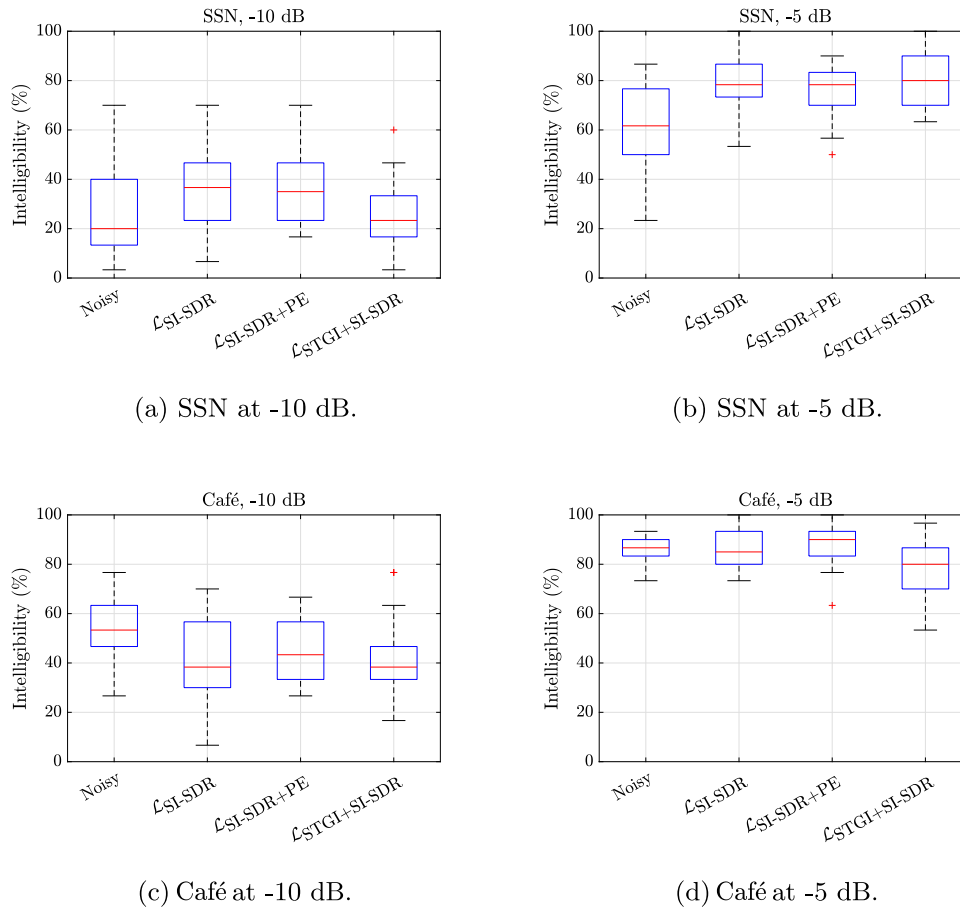 SSN, -10 dB
Intelligibility (%)
100
80
60
40
20
0
Noisy
ℒSI-SDR
ℒSI-SDR+PE
ℒSTGI+SI-SDR
(a) SSN at -10 dB.
SSN, -5 dB
Intelligibility (%)
100
80
60
40
20
0
Noisy
ℒSI-SDR
ℒSI-SDR+PE
ℒSTGI+SI-SDR
(b) SSN at -5 dB.
Café, -10 dB
Intelligibility (%)
100
80
60
40
20
0
Noisy
ℒSI-SDR
ℒSI-SDR+PE
ℒSTGI+SI-SDR
(c) Café at -10 dB.
Café, -5 dB
Intelligibility (%)
100
80
60
40
20
0
Noisy
ℒSI-SDR
ℒSI-SDR+PE
ℒSTGI+SI-SDR
(d) Café at -5 dB.